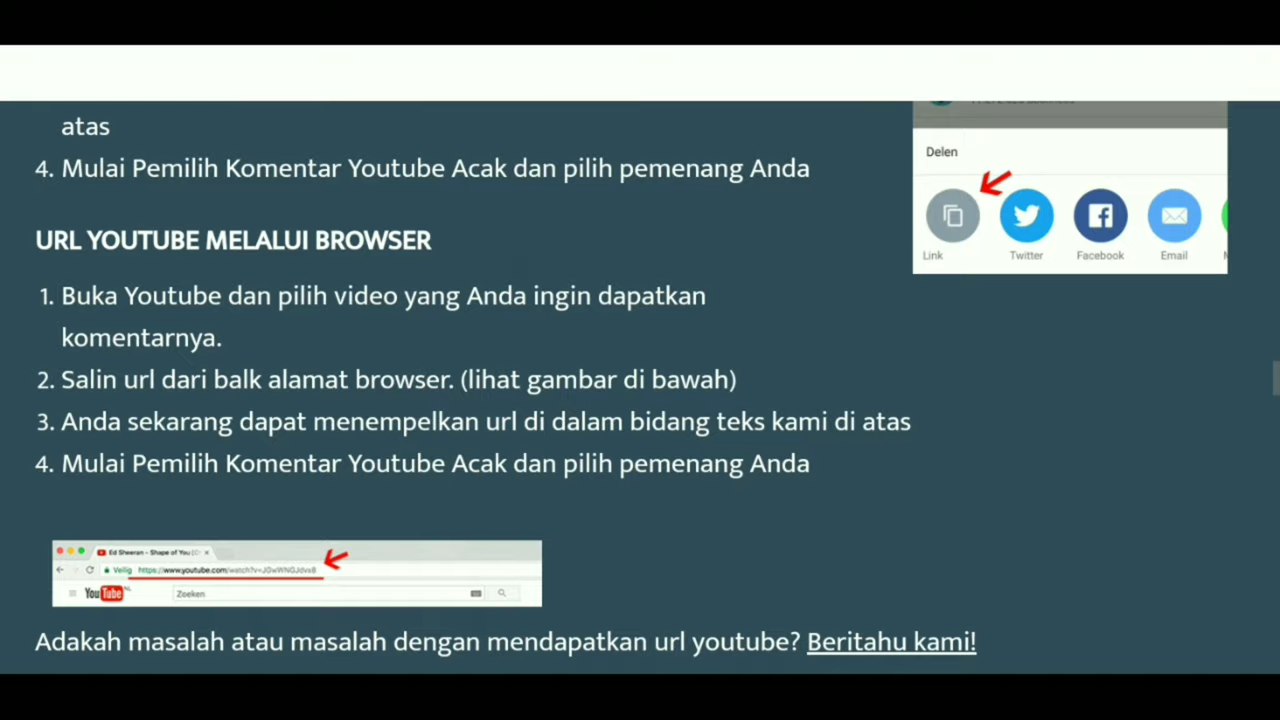 atas
4. Mulai Pemilih Komentar Youtube Acak dan pilih pemenang Anda
Delen
Link Twitter Facebook Email
URL YOUTUBE MELALUI BROWSER
1. Buka Youtube dan pilih video yang Anda ingin dapatkan
komentarnya.
2. Salin url dari balk alamat browser. (lihat gambar di bawah)
3. Anda sekarang dapat menempelkan url di dalam bidang teks kami di atas
4. Mulai Pemilih Komentar Youtube Acak dan pilih pemenang Anda
Ed Sheeran - Shape of You
Veilig https://www.youtube.com/watch?v=
YouTube NL Zoeken
Adakah masalah atau masalah dengan mendapatkan url youtube? Beritahu kami!